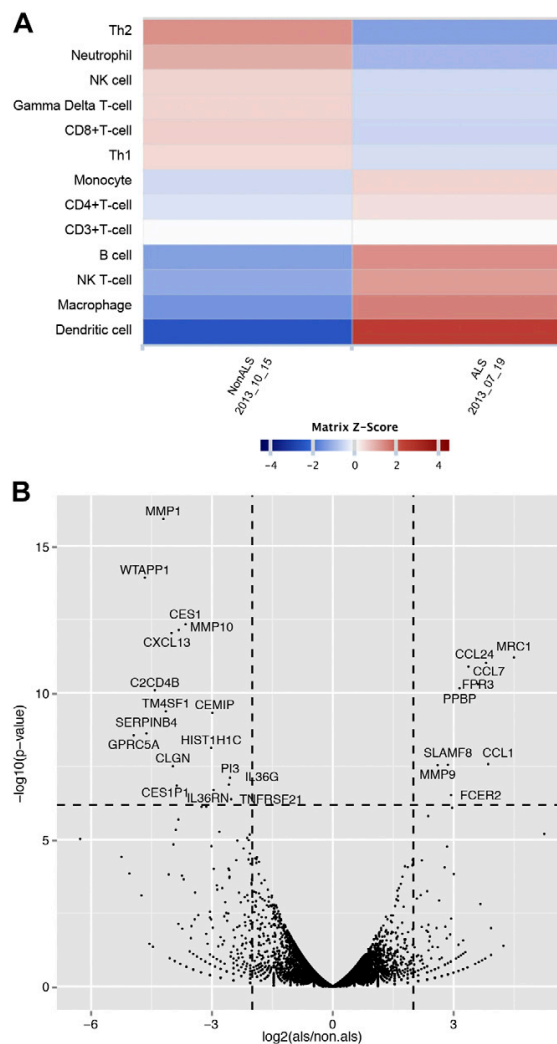 A
Th2
Neutrophil
NK cell
Gamma Delta T-cell
CD8+T-cell
Th1
Monocyte
CD4+T-cell
CD3+T-cell
B cell
NK T-cell
Macrophage
Dendritic cell
NonALS
2013_10_15
ALS
2013_07_19
Matrix Z-Score
-4 -2 0 2 4
B
MMP1
15
WTAPP1
CES1
MMP10
CXCL13
MRC1
CCL24
CCL7
C2CD4B
FPR3
10
PPBP
TM4SF1
CEMIP
SERPINB4
GPRC5A
HIST1H1C
SLAMF8 CCL1
CLGN
PI3
IL36G
MMP9
CES1P1
IL36RN
TNFRSF21
FCER2
5
0
-log10(p-value)
-6 -3 0 3
log2(als/non.als)